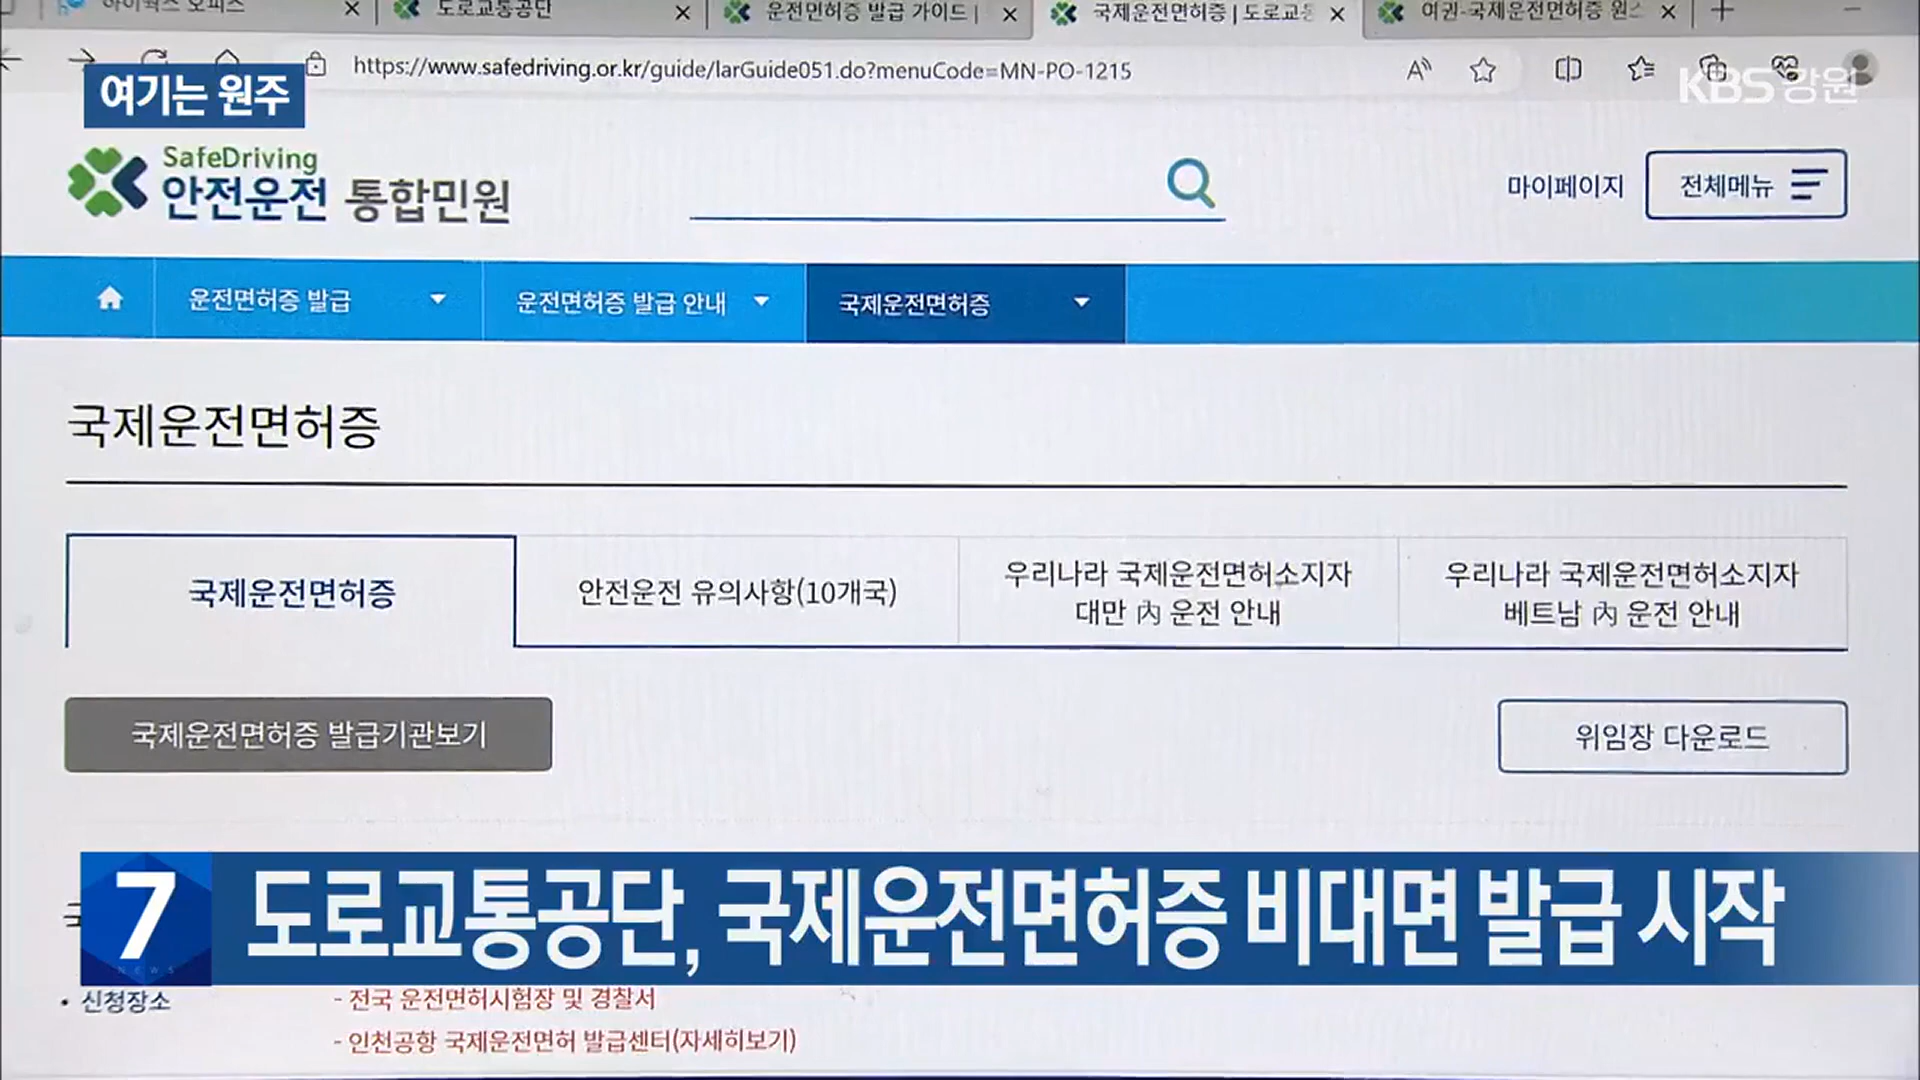 하이웍스 오피스
도로교통공단
운전면허증 발급 가이드 |
국제운전면허증 | 도로교통
여권-국제운전면허증 원스
https://www.safedriving.or.kr/guide/larGuide051.do?menuCode=MN-PO-1215
여기는 원주
KBS강원
SafeDriving
안전운전 통합민원
마이페이지
전체메뉴
운전면허증 발급
운전면허증 발급 안내
국제운전면허증
국제운전면허증
국제운전면허증
안전운전 유의사항(10개국)
우리나라 국제운전면허소지자
대만 內 운전 안내
우리나라 국제운전면허소지자
베트남 內 운전 안내
국제운전면허증 발급기관보기
위임장 다운로드
7
NEWS
도로교통공단, 국제운전면허증 비대면 발급 시작
• 신청장소
- 전국 운전면허시험장 및 경찰서
- 인천공항 국제운전면허 발급센터(자세히보기)